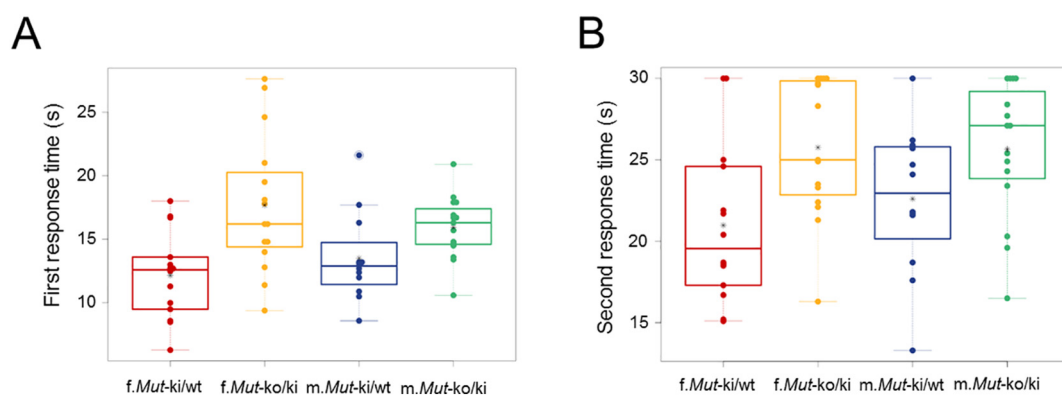 A
First response time (s)
25
20
15
10
f.Mut-ki/wt f.Mut-ko/ki m.Mut-ki/wt m.Mut-ko/ki
B
Second response time (s)
30
25
20
15
f.Mut-ki/wt f.Mut-ko/ki m.Mut-ki/wt m.Mut-ko/ki